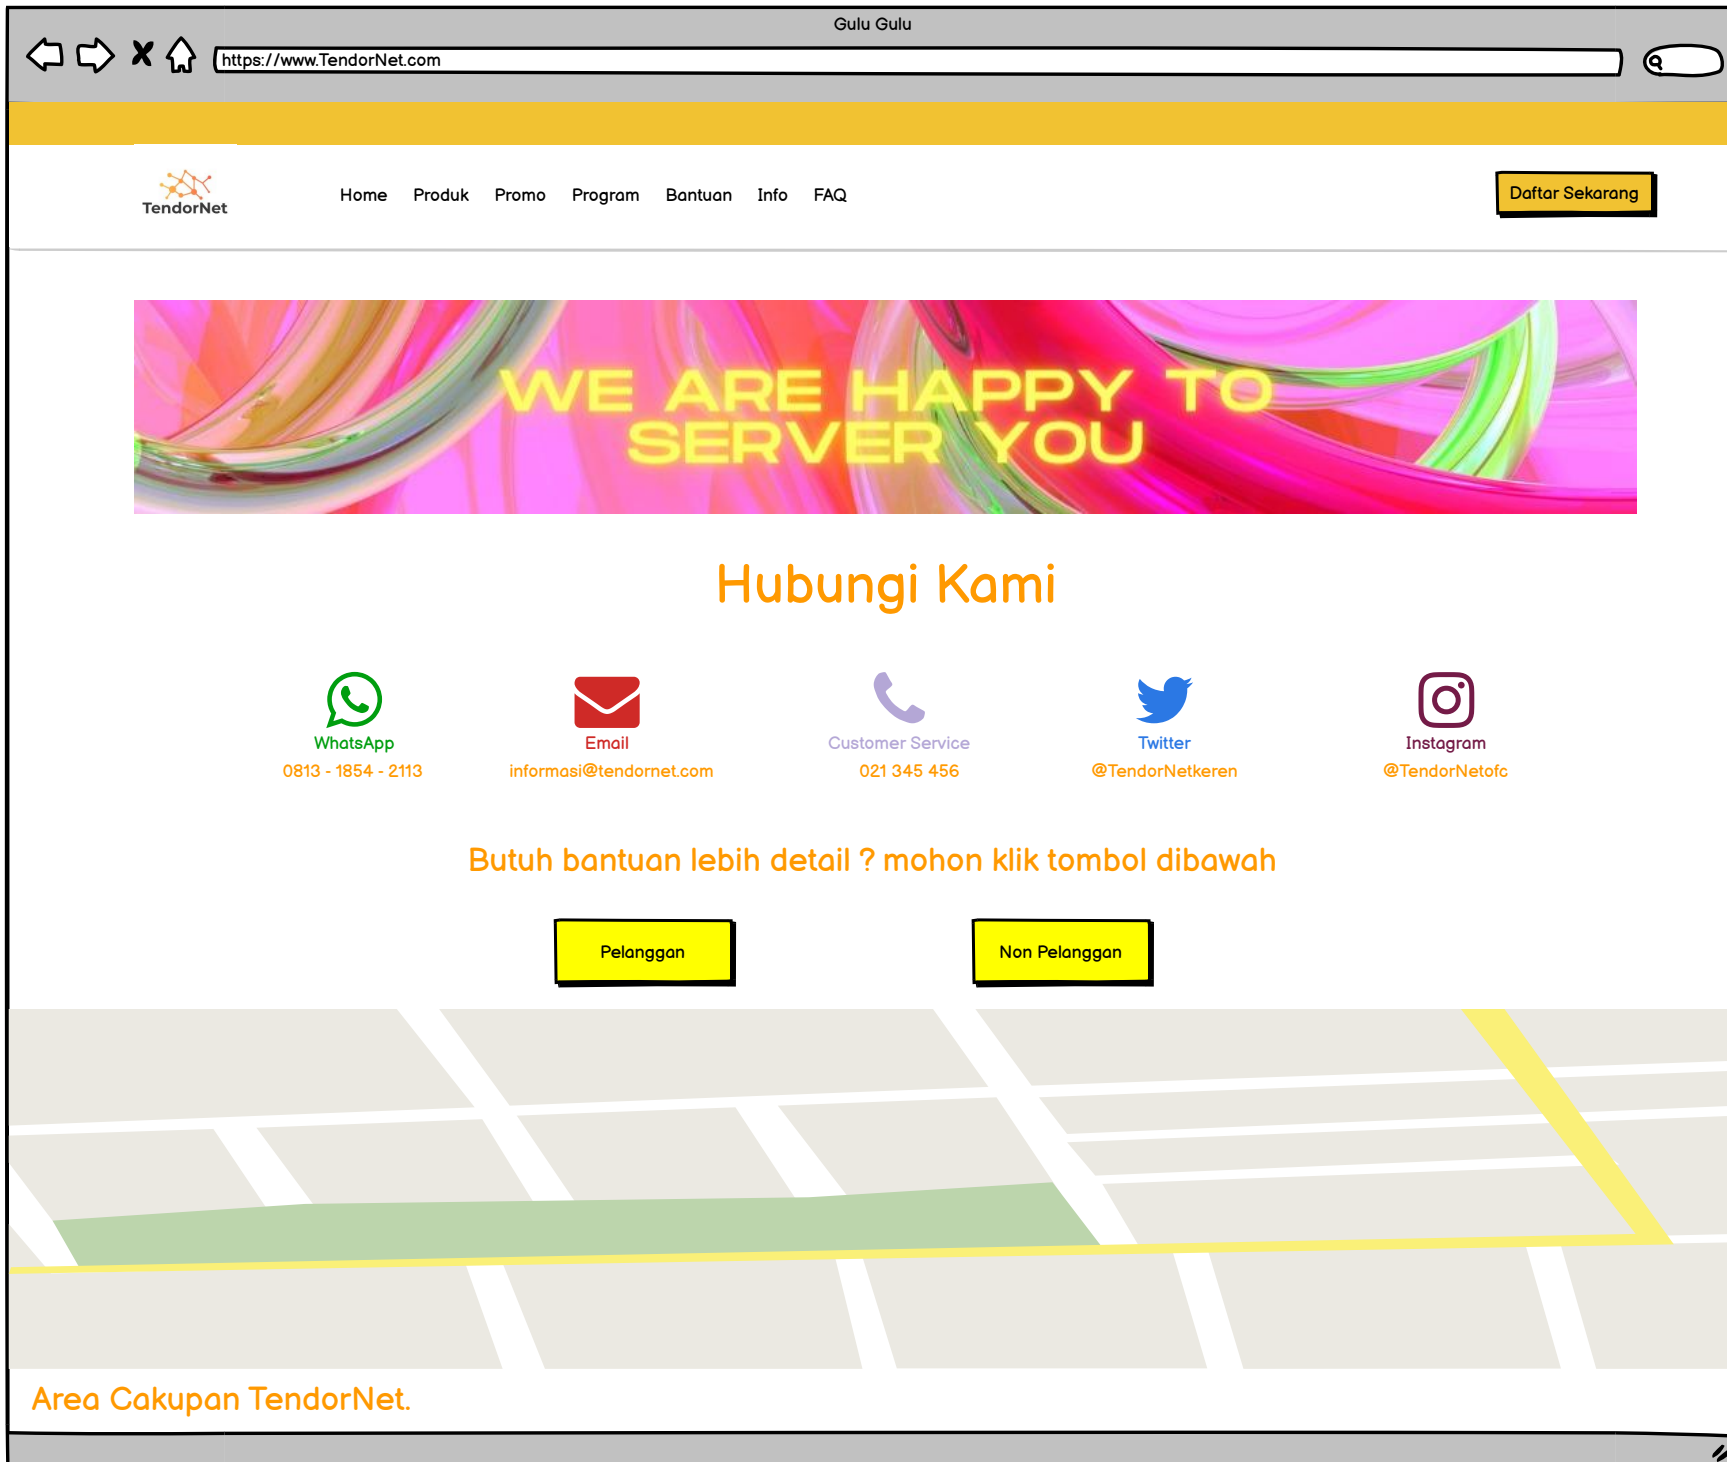 Gulu Gulu
https://www.TendorNet.com
TendorNet
Home Produk Promo Program Bantuan Info FAQ
Daftar Sekarang
WE ARE HAPPY TO
SERVER YOU
Hubungi Kami
WhatsApp Email Customer Service Twitter Instagram
0813 - 1854 - 2113 informasi@tendornet.com 021 345 456 @TendorNetkeren @TendorNetofc
Butuh bantuan lebih detail ? mohon klik tombol dibawah
Pelanggan Non Pelanggan
Area Cakupan TendorNet.